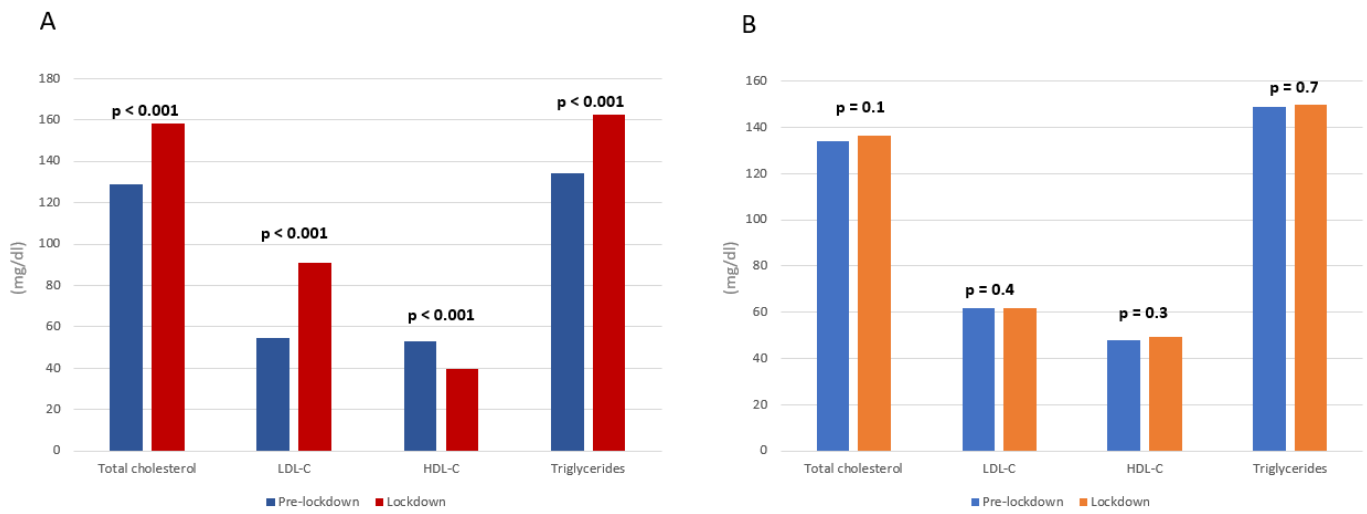 A
180
160
140
120
100
80
60
40
20
0
(mg/dl)
p < 0.001
p < 0.001
p < 0.001
p < 0.001
Total cholesterol
LDL-C
HDL-C
Triglycerides
Pre-lockdown
Lockdown
B
160
140
120
100
80
60
40
20
0
(mg/dl)
p = 0.1
p = 0.4
p = 0.3
p = 0.7
Total cholesterol
LDL-C
HDL-C
Triglycerides
Pre-lockdown
Lockdown